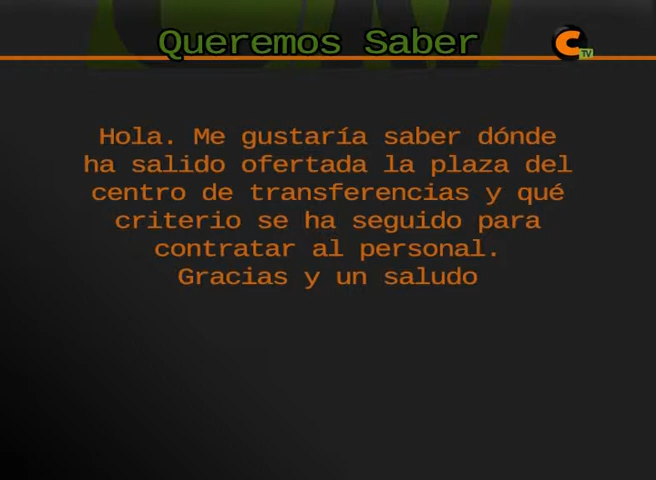 Queremos Saber
C
TV
Hola. Me gustaría saber dónde
ha salido ofertada la plaza del
centro de transferencias y qué
criterio se ha seguido para
contratar al personal.
Gracias y un saludo